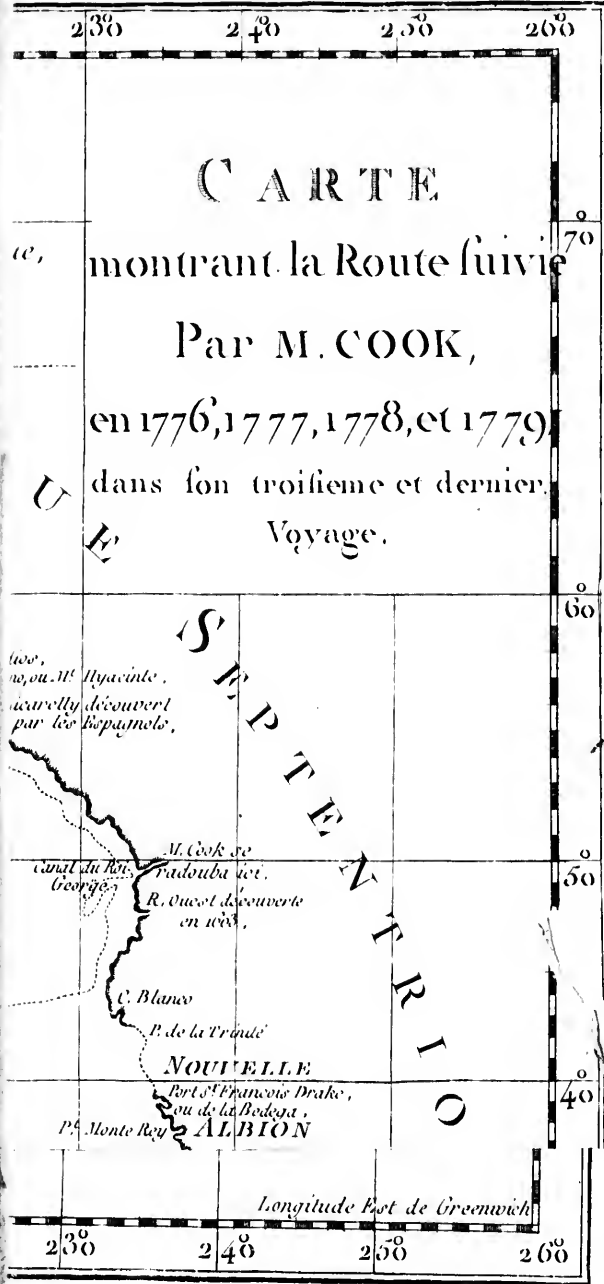 230 240 250 260
CARTE
70
montrant la Route ſuivie
Par M. COOK,
en 1776, 1777, 1778, et 1779,
dans ſon troiſieme et dernier
Voyage.
UE SEPTENTRIO
60
no, ou Mt. Hyacinte,
découvert
par les Espagnols,
M. Cook se
radouba ici.
Canal du Roi
George
50
R. Ouest découverte
en 1603,
C. Blanco
P. de la Trinité
NOUVELLE
40
Port St. Francois Drake,
ou de la Bodega,
Pt. Monte Rey ALBION
Longitude Est de Greenwich
230 240 250 260